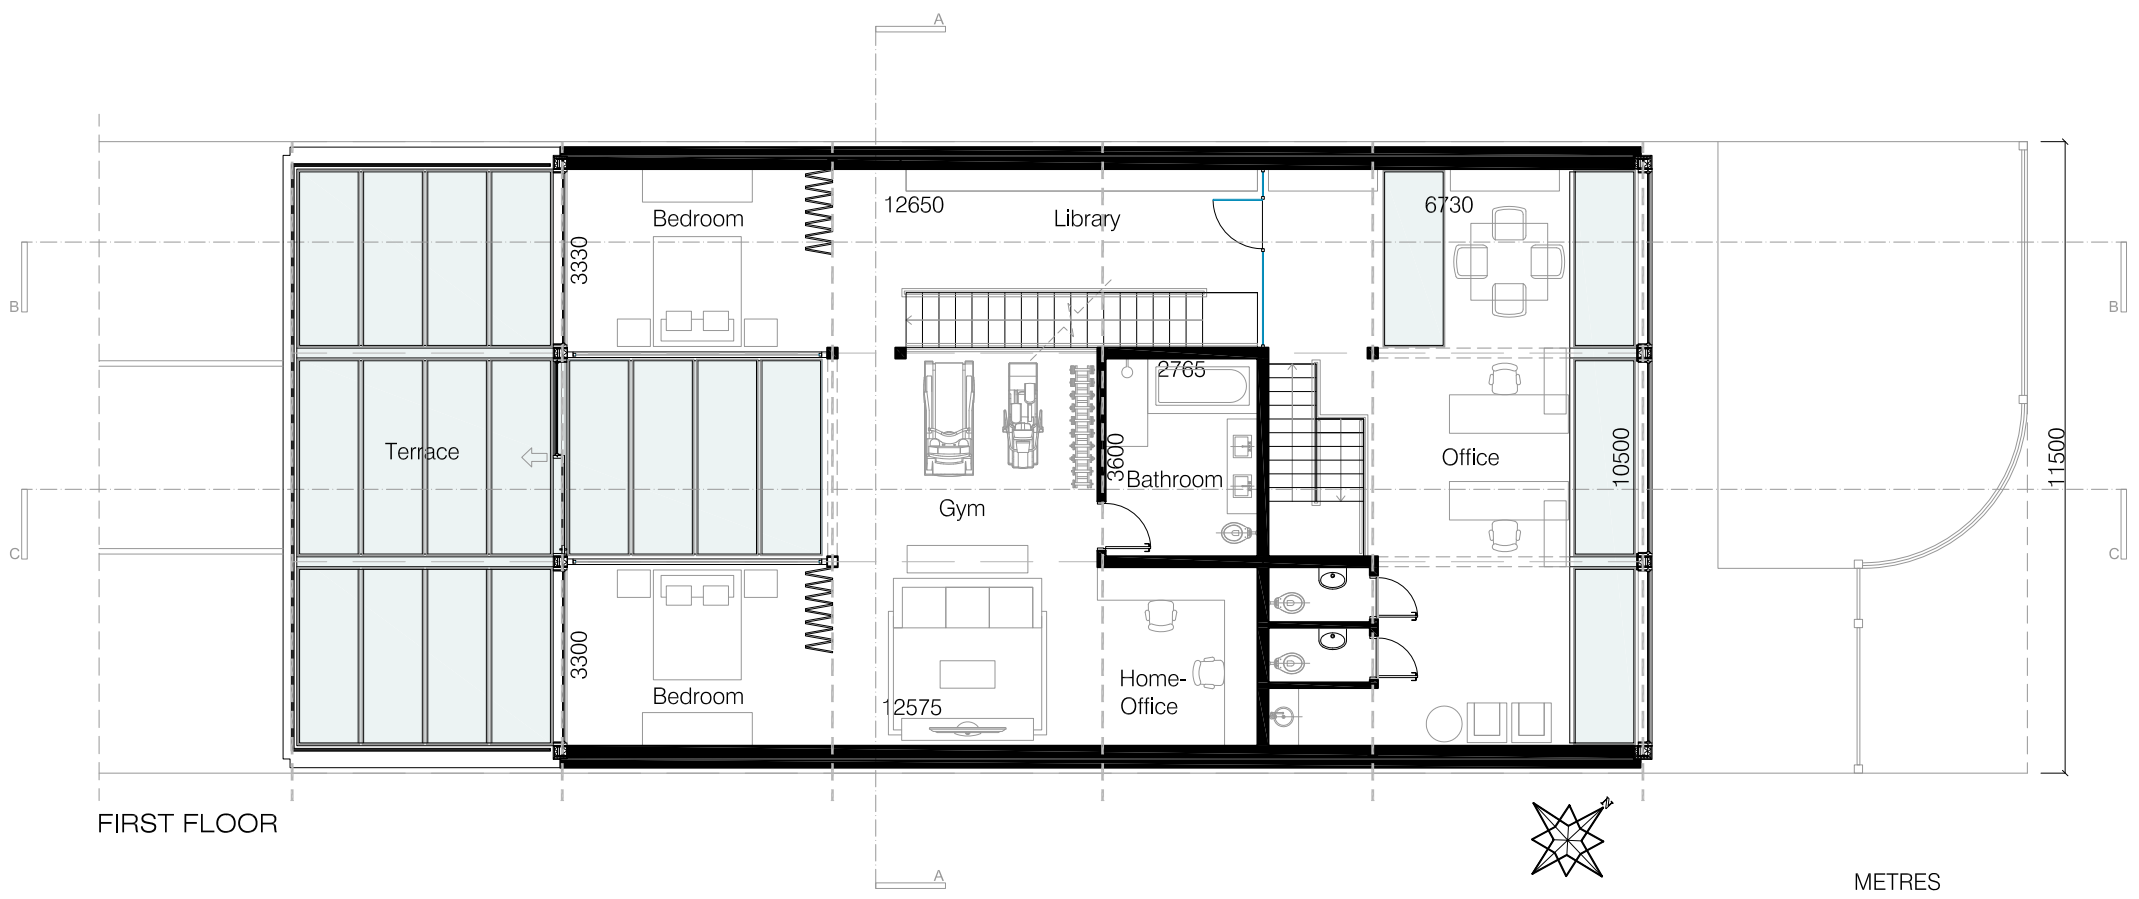 A
Bedroom
12650
Library
6730
3330
B
B
2765
Terrace
3600
Bathroom
Gym
Office
10500
11500
C
C
3300
Bedroom
12575
Home-
Office
FIRST FLOOR
N
A
METRES